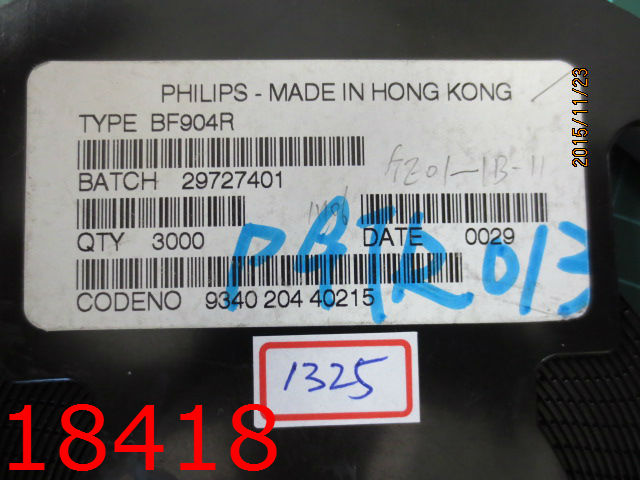 PHILIPS - MADE IN HONG KONG
TYPE BF904R
BATCH 29727401
QTY 3000
DATE 0029
CODENO 9340 204 40215
013
1325
18418
2015/11/23